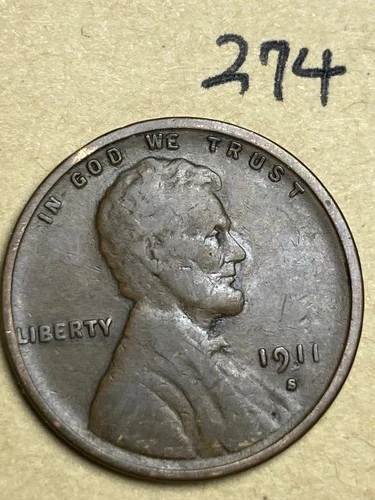 274
IN GOD WE TRUST
LIBERTY
1911
S